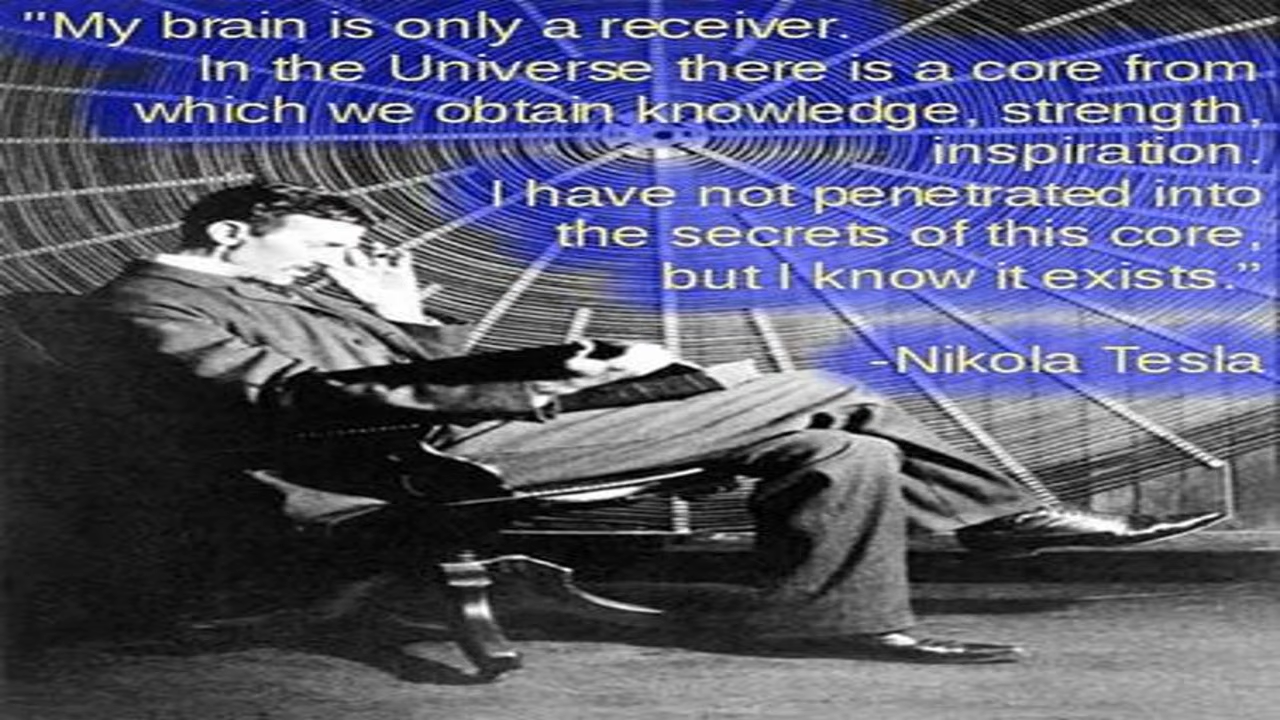 "My brain is only a receiver.
In the Universe there is a core from
which we obtain knowledge, strength,
inspiration.
I have not penetrated into
the secrets of this core,
but I know it exists.”
-Nikola Tesla